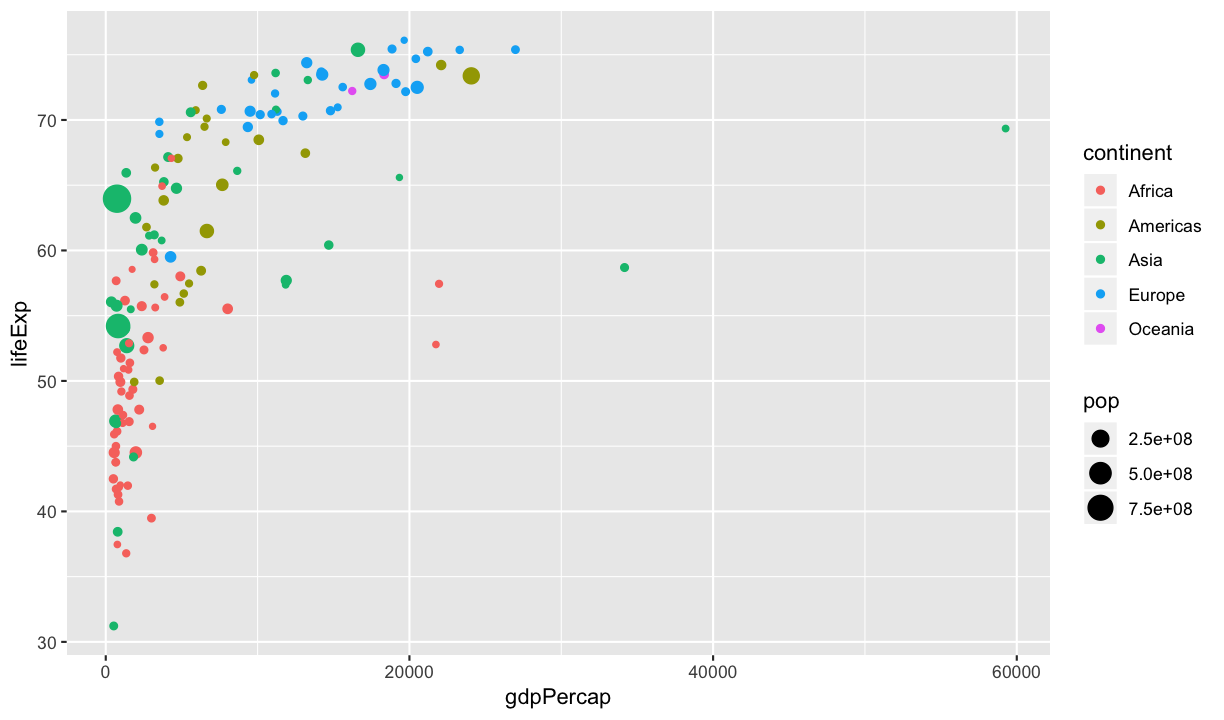 70
60
50
40
30
lifeExp
0
20000
40000
60000
gdpPercap
continent
Africa
Americas
Asia
Europe
Oceania
pop
2.5e+08
5.0e+08
7.5e+08